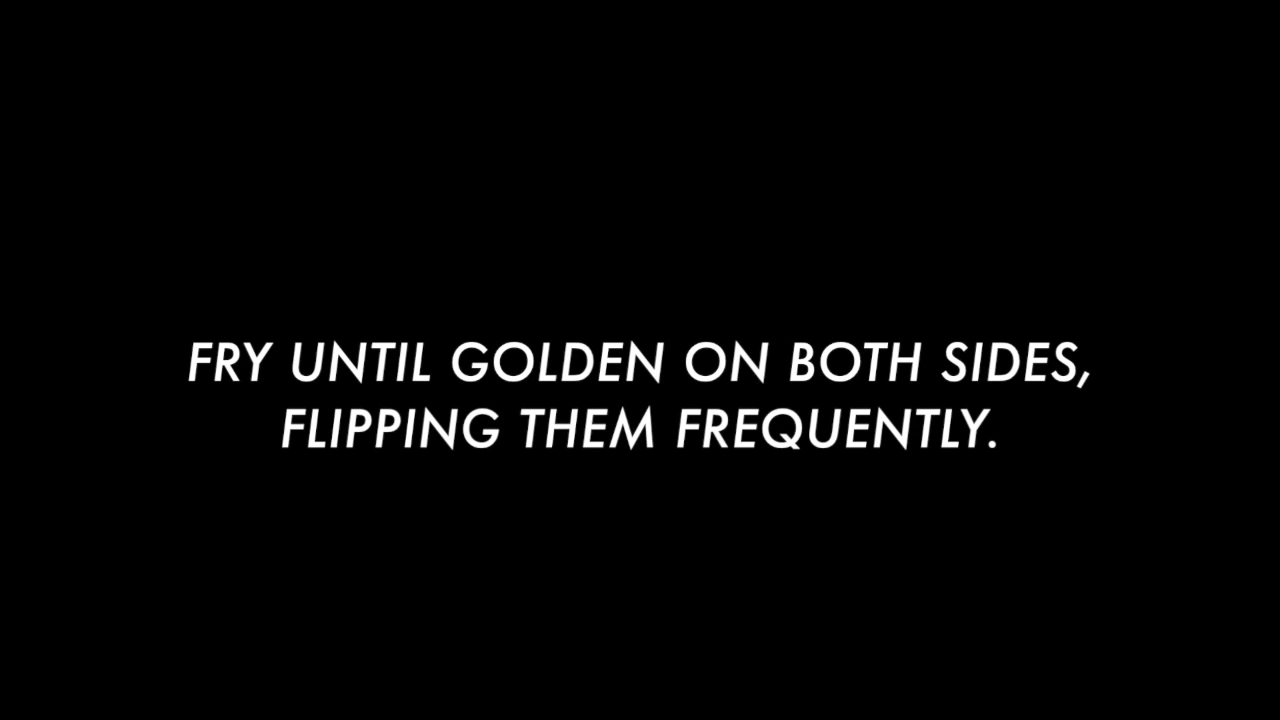 FRY UNTIL GOLDEN ON BOTH SIDES,
FLIPPING THEM FREQUENTLY.